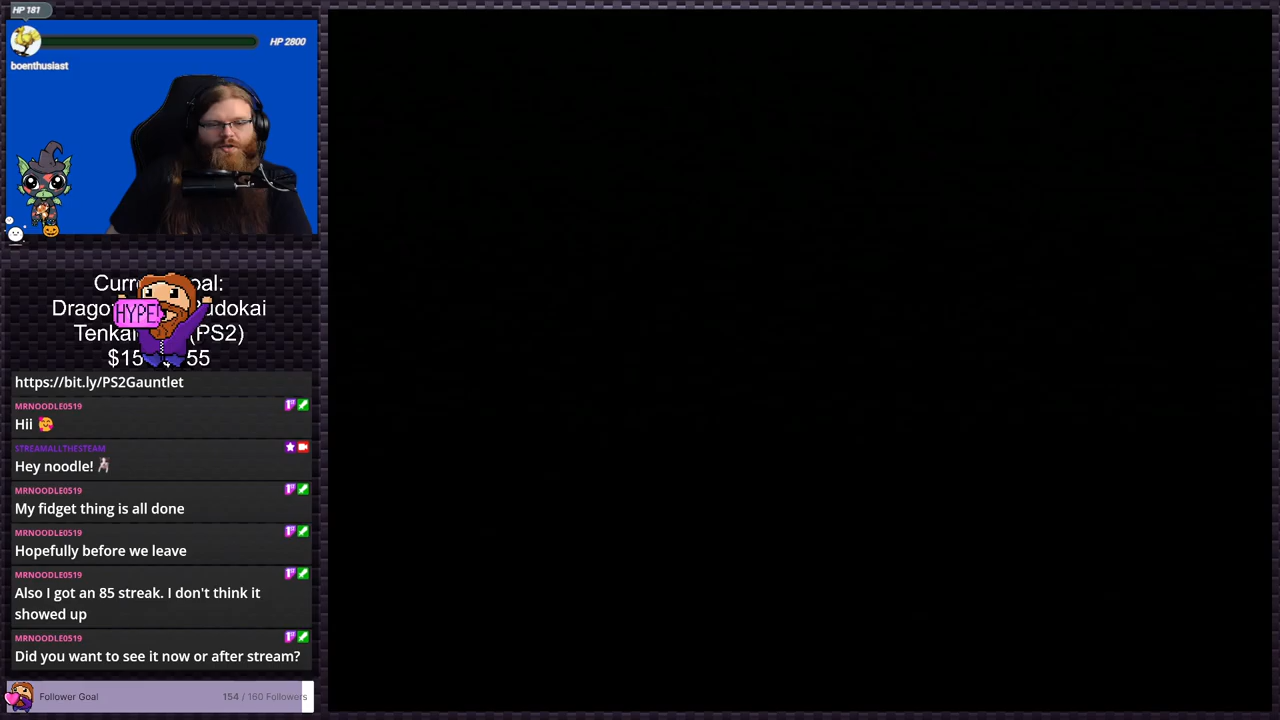 HP 181
HP 2800
boenthusiast
Curr oal:
Drago udokai
Tenkai (PS2)
$15 55
HYPE!
https://bit.ly/PS2Gauntlet
MRNOODLE0519
Hii
STREAMALLTHESTEAM
Hey noodle!
MRNOODLE0519
My fidget thing is all done
MRNOODLE0519
Hopefully before we leave
MRNOODLE0519
Also I got an 85 streak. I don't think it
showed up
MRNOODLE0519
Did you want to see it now or after stream?
Follower Goal
154 / 160 Followers